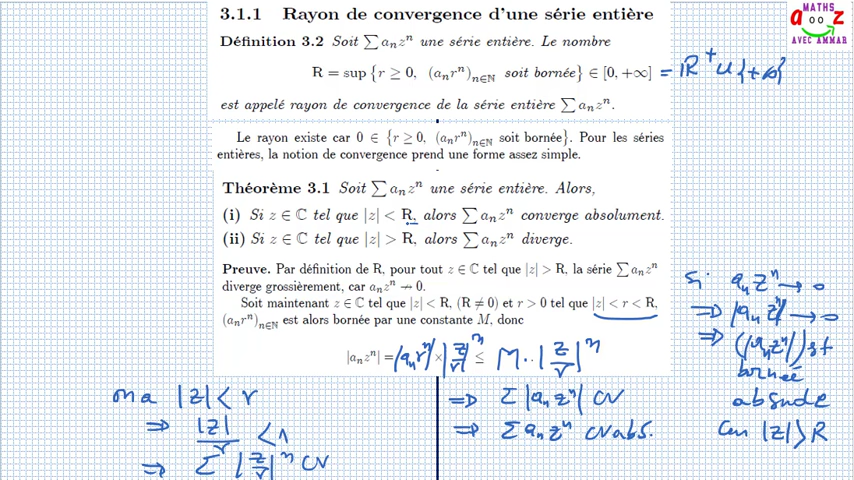 MATHS
a oo z
AVEC AMMAR
3.1.1 Rayon de convergence d'une série entière
Définition 3.2 Soit ∑ aₙzⁿ une série entière. Le nombre
R = sup {r ≥ 0, (aₙrⁿ)ₙ∈ℕ soit bornée} ∈ [0, +∞] = ℝ⁺ ∪ {+∞}
est appelé rayon de convergence de la série entière ∑ aₙzⁿ.
Le rayon existe car 0 ∈ {r ≥ 0, (aₙrⁿ)ₙ∈ℕ soit bornée}. Pour les séries
entières, la notion de convergence prend une forme assez simple.
Théorème 3.1 Soit ∑ aₙzⁿ une série entière. Alors,
(i) Si z ∈ ℂ tel que |z| < R, alors ∑ aₙzⁿ converge absolument.
(ii) Si z ∈ ℂ tel que |z| > R, alors ∑ aₙzⁿ diverge.
Preuve. Par définition de R, pour tout z ∈ ℂ tel que |z| > R, la série ∑ aₙzⁿ
diverge grossièrement, car aₙzⁿ ↛ 0.
Soit maintenant z ∈ ℂ tel que |z| < R, (R ≠ 0) et r > 0 tel que |z| < r < R,
(aₙrⁿ)ₙ∈ℕ est alors bornée par une constante M, donc
|aₙzⁿ| = |aₙrⁿ| × |z/r|ⁿ ≤ M . . |z/r|ⁿ
⇒ ∑ |aₙzⁿ| CV
⇒ ∑ aₙzⁿ CV abs.
on a |z| < r
⇒ |z|/r < 1
⇒ ∑ |z/r|ⁿ CV
Si aₙzⁿ → 0
⇒ |aₙzⁿ| → 0
⇒ (|aₙzⁿ|) st
bornée
absurde
Car |z| > R